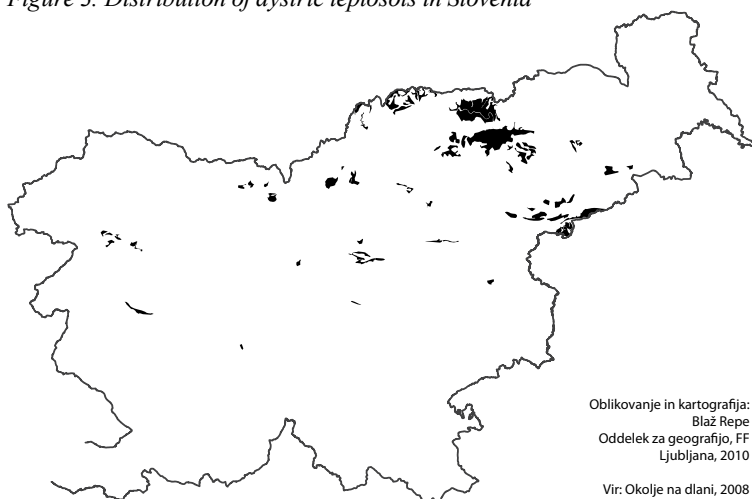 Figure Distribution of dystric leptosols in Slovenia
Oblikovanje in kartografija:
Blaž Repe
Oddelek za geografijo, FF
Ljubljana, 2010
Vir: Okolje na dlani, 2008